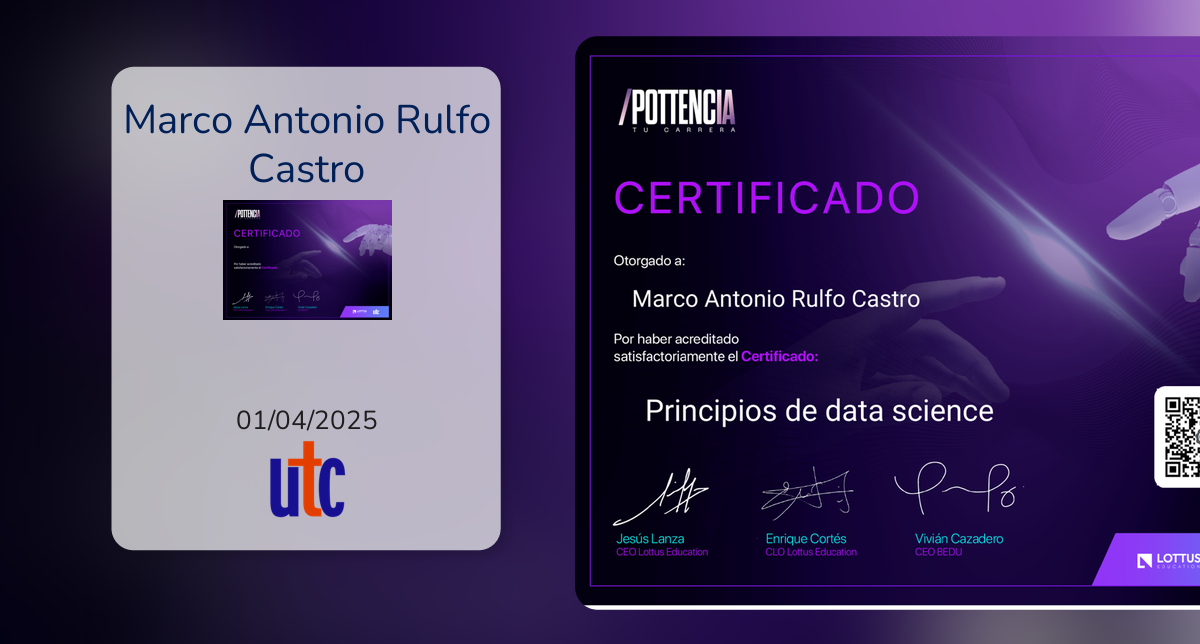 Marco Antonio Rulfo
Castro
/POTTENCIA
CERTIFICADO
Otorgado a:
Por haber acreditado
satisfactoriamente el Certificado:
01/04/2025
utc
/POTTENCIA
TU CARRERA
CERTIFICADO
Otorgado a:
Marco Antonio Rulfo Castro
Por haber acreditado
satisfactoriamente el Certificado:
Principios de data science
Jesús Lanza
CEO Lottus Education
Enrique Cortés
CLO Lottus Education
Vivián Cazadero
CEO BEDU
LOTTUS
EDUCATION